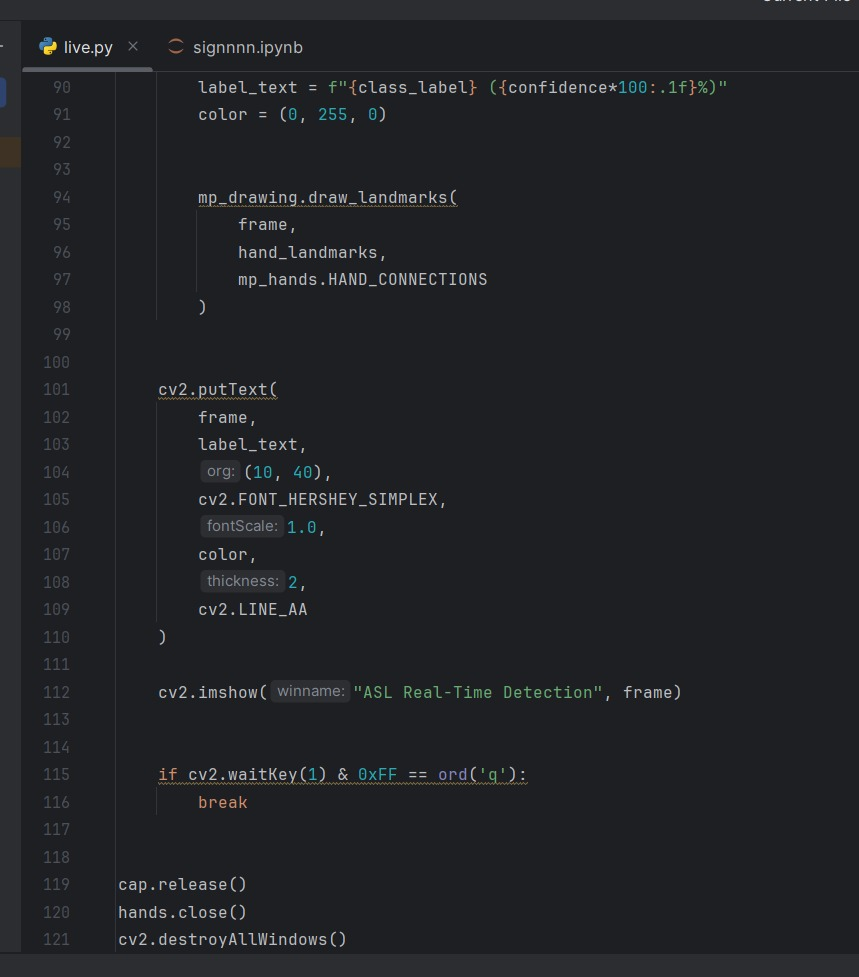 live.py × signnnn.ipynb
90 label_text = f"{class_label} ({confidence*100:.1f}%)"
91 color = (0, 255, 0)
92
93
94 mp_drawing.draw_landmarks(
95 frame,
96 hand_landmarks,
97 mp_hands.HAND_CONNECTIONS
98 )
99
100
101 cv2.putText(
102 frame,
103 label_text,
104 org: (10, 40),
105 cv2.FONT_HERSHEY_SIMPLEX,
106 fontScale: 1.0,
107 color,
108 thickness: 2,
109 cv2.LINE_AA
110 )
111
112 cv2.imshow( winname: "ASL Real-Time Detection", frame)
113
114
115 if cv2.waitKey(1) & 0xFF == ord('q'):
116 break
117
118
119 cap.release()
120 hands.close()
121 cv2.destroyAllWindows()